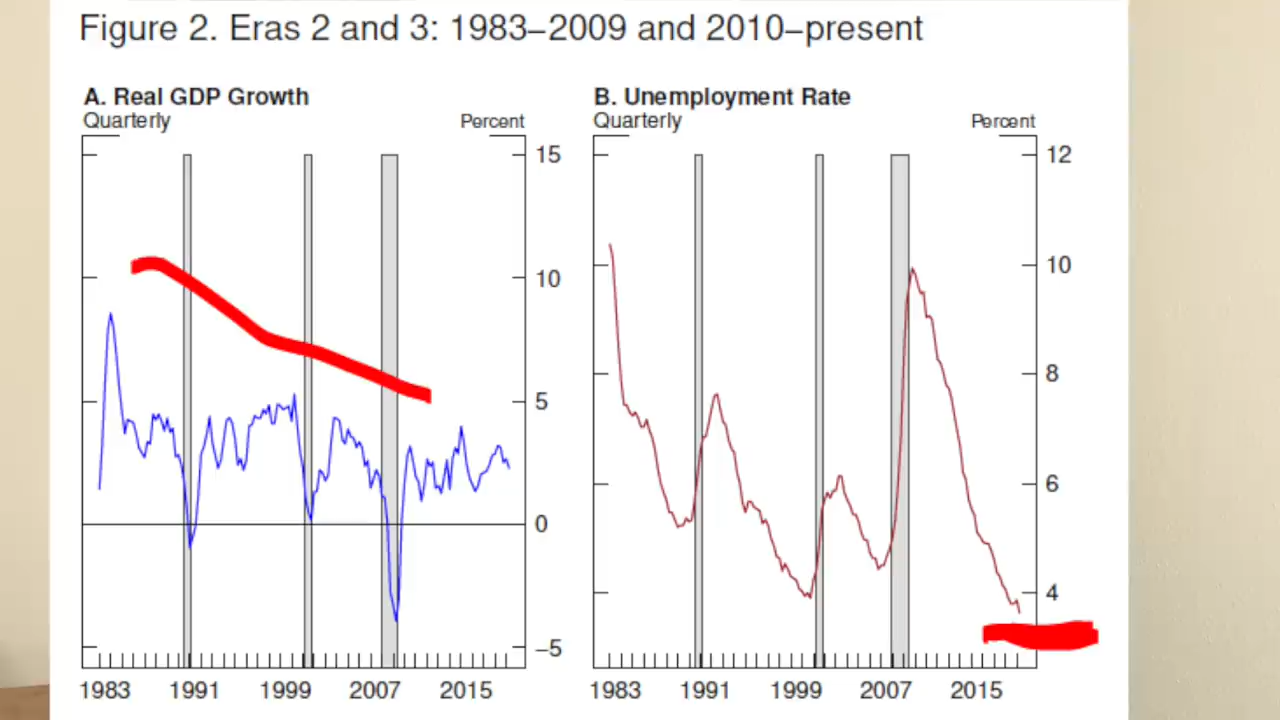 Figure 2. Eras 2 and 3: 1983–2009 and 2010–present
A. Real GDP Growth
Quarterly
Percent
15
10
5
0
–5
1983 1991 1999 2007 2015
B. Unemployment Rate
Quarterly
Percent
12
10
8
6
4
1983 1991 1999 2007 2015